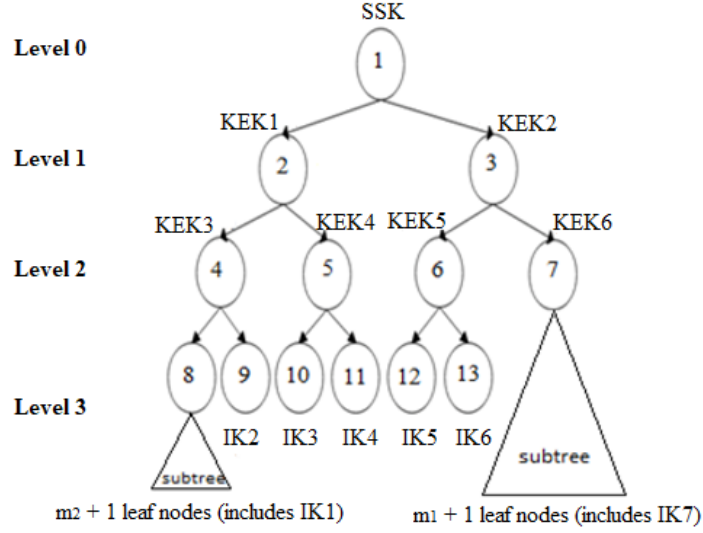 SSK
Level 0
1
KEK1
KEK2
Level 1
2
3
KEK3
KEK4
KEK5
KEK6
Level 2
4
5
6
7
8
9
10
11
12
13
Level 3
IK2
IK3
IK4
IK5
IK6
subtree
subtree
m2 + 1 leaf nodes (includes IK1)
m1 + 1 leaf nodes (includes IK7)